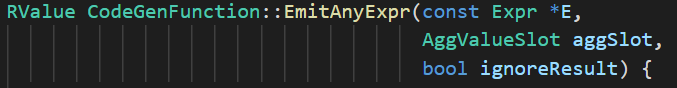 RValue CodeGenFunction::EmitAnyExpr(const Expr *E,
AggValueSlot aggSlot,
bool ignoreResult) {